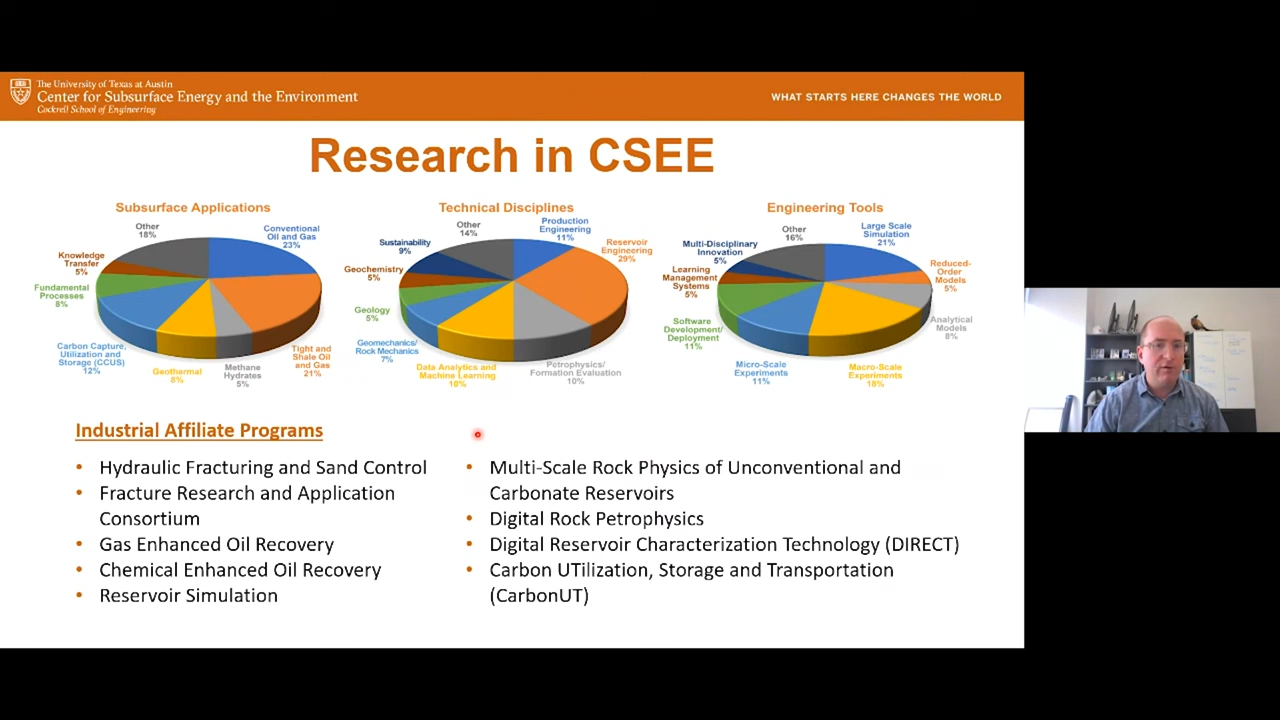 The University of Texas at Austin
Center for Subsurface Energy and the Environment
Cockrell School of Engineering
WHAT STARTS HERE CHANGES THE WORLD
Research in CSEE
Subsurface Applications
Other
18%
Conventional
Oil and Gas
23%
Knowledge
Transfer
5%
Fundamental
Processes
8%
Carbon Capture,
Utilization and
Storage (CCUS)
12%
Geothermal
8%
Methane
Hydrates
5%
Tight and
Shale Oil
and Gas
21%
Technical Disciplines
Other
14%
Production
Engineering
11%
Sustainability
9%
Reservoir
Engineering
29%
Geochemistry
5%
Geology
5%
Geomechanics/
Rock Mechanics
7%
Data Analytics and
Machine Learning
10%
Petrophysics/
Formation Evaluation
10%
Engineering Tools
Other
16%
Large Scale
Simulation
21%
Multi-Disciplinary
Innovation
5%
Reduced-
Order
Models
5%
Learning
Management
Systems
5%
Analytical
Models
8%
Software
Development/
Deployment
11%
Micro-Scale
Experiments
11%
Macro-Scale
Experiments
18%
Industrial Affiliate Programs
• Hydraulic Fracturing and Sand Control
• Fracture Research and Application
Consortium
• Gas Enhanced Oil Recovery
• Chemical Enhanced Oil Recovery
• Reservoir Simulation
• Multi-Scale Rock Physics of Unconventional and
Carbonate Reservoirs
• Digital Rock Petrophysics
• Digital Reservoir Characterization Technology (DIRECT)
• Carbon UTilization, Storage and Transportation
(CarbonUT)